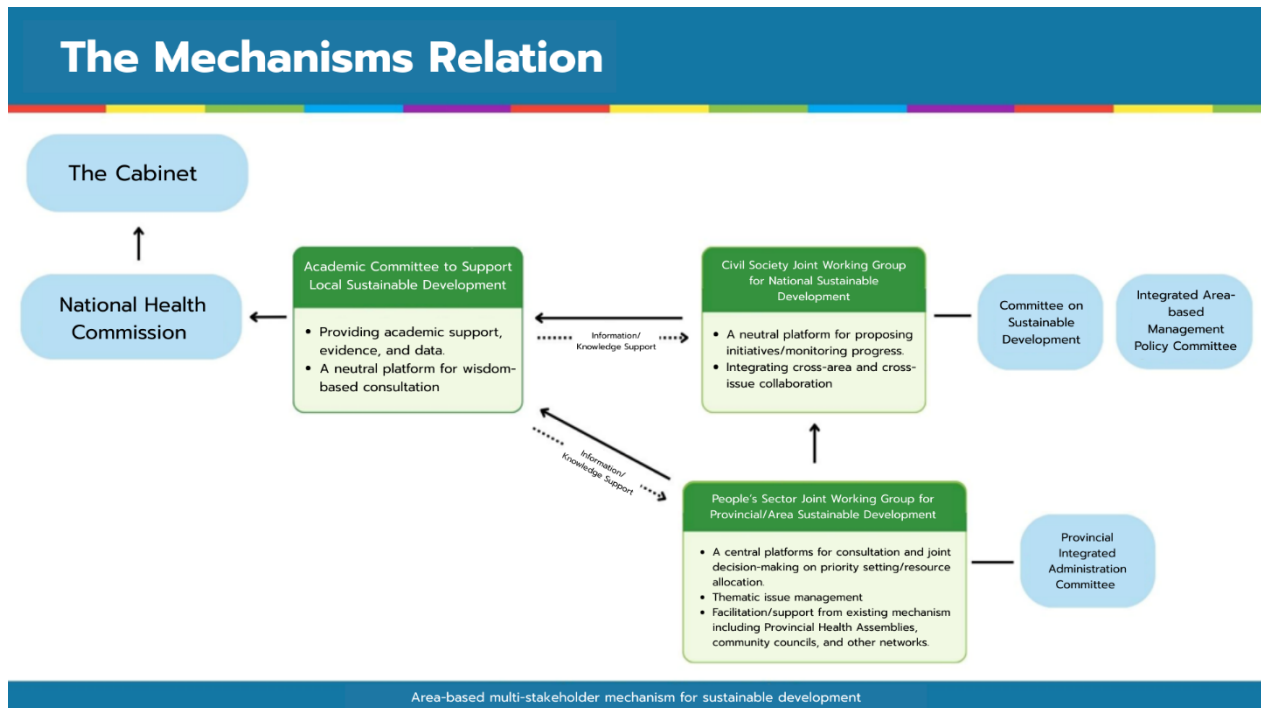 The Mechanisms Relation
The Cabinet
National Health
Commission
Academic Committee to Support
Local Sustainable Development
• Providing academic support,
evidence, and data.
• A neutral platform for wisdom-
based consultation
Information/
Knowledge Support
Information/
Knowledge Support
Civil Society Joint Working Group
for National Sustainable
Development
• A neutral platform for proposing
initiatives/monitoring progress.
• Integrating cross-area and cross-
issue collaboration
Committee on
Sustainable
Development
Integrated Area-
based
Management
Policy Committee
People's Sector Joint Working Group for
Provincial/Area Sustainable Development
• A central platforms for consultation and joint
decision-making on priority setting/resource
allocation.
• Thematic issue management
• Facilitation/support from existing mechanism
including Provincial Health Assemblies,
community councils, and other networks.
Provincial
Integrated
Administration
Committee
Area-based multi-stakeholder mechanism for sustainable development